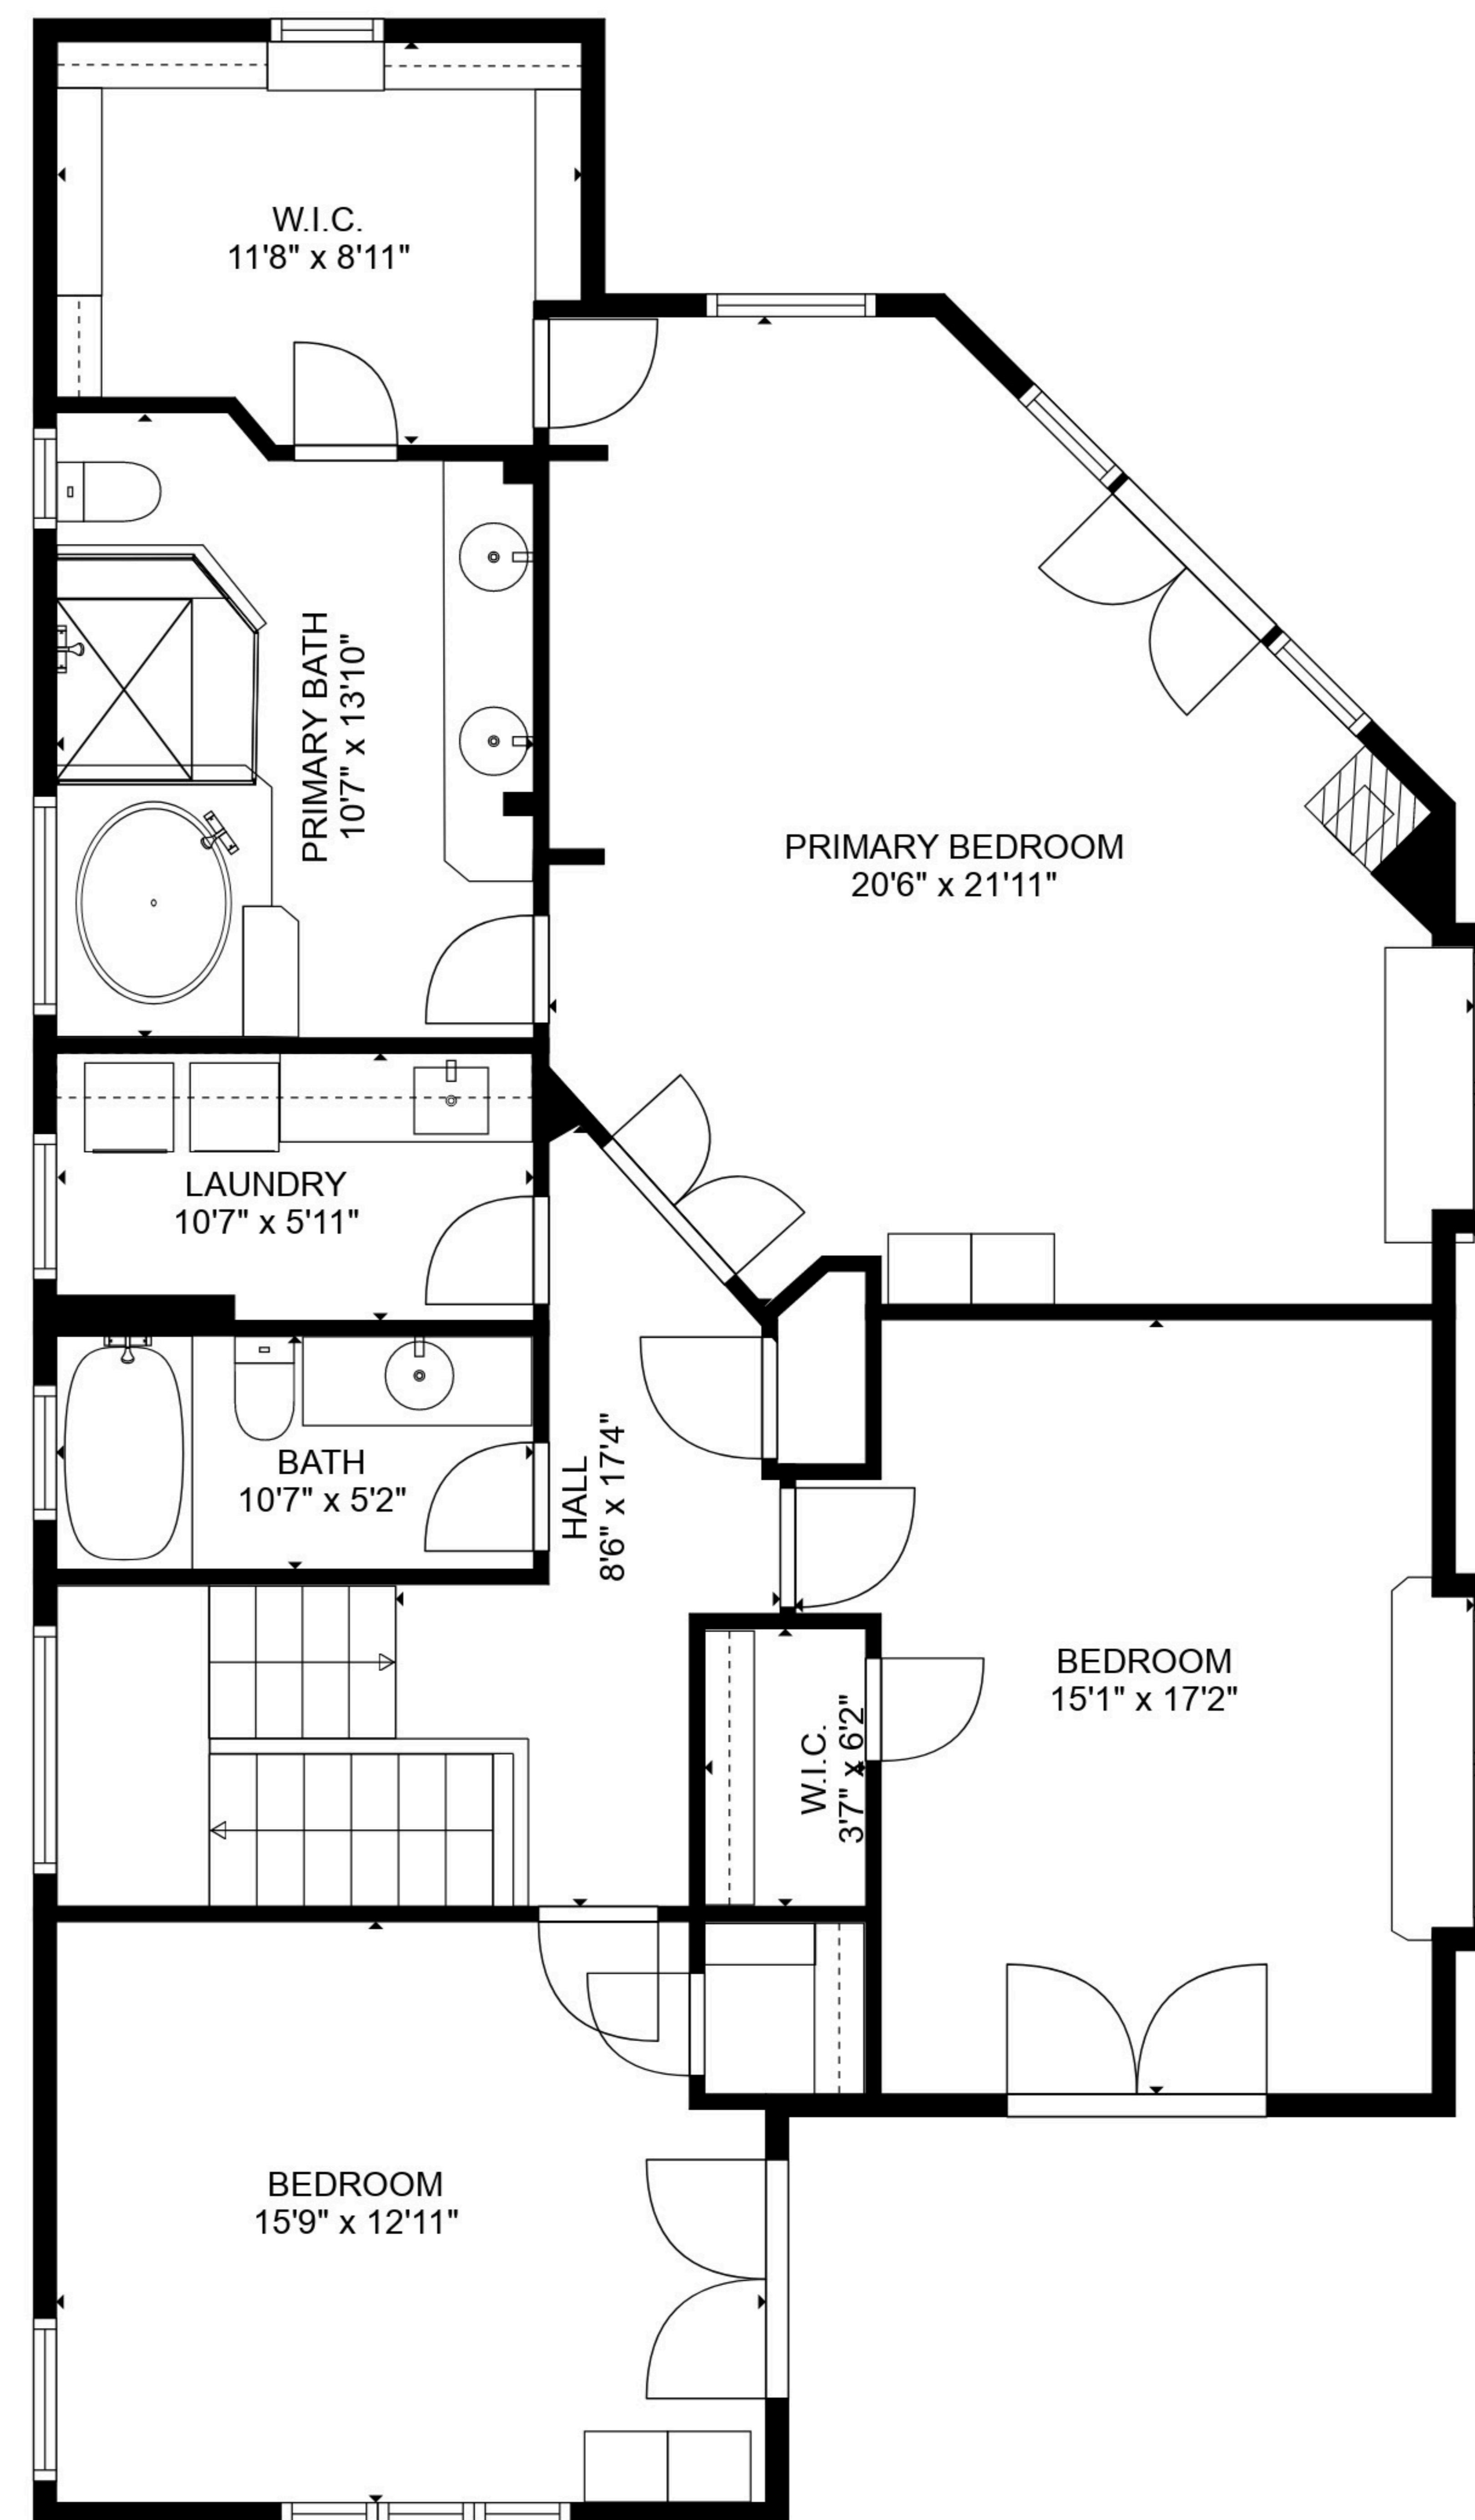 W.I.C.
11'8" x 8'11"
PRIMARY BATH
10'7" x 13'10"
PRIMARY BEDROOM
20'6" x 21'11"
LAUNDRY
10'7" x 5'11"
BATH
10'7" x 5'2"
HALL
8'6" x 17'4"
BEDROOM
15'1" x 17'2"
W.I.C.
3'7" x 6'2"
BEDROOM
15'9" x 12'11"